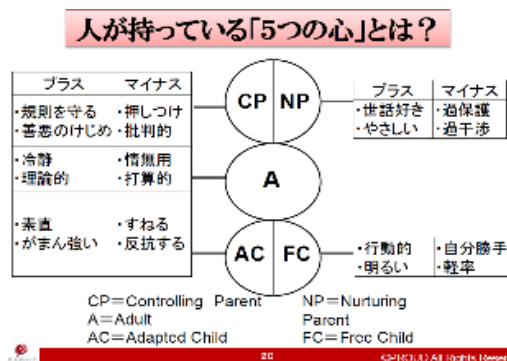 人が持っている「5つの心」とは？
プラス マイナス
・規則を守る ・押しつけ
・善悪のけじめ ・批判的
・冷静 ・情無用
・理論的 ・打算的
・素直 ・すねる
・がまん強い ・反抗する
CP NP
A
AC FC
プラス マイナス
・世話好き ・過保護
・やさしい ・過干渉
・行動的 ・自分勝手
・明るい ・軽率
CP＝Controlling Parent
NP＝Nurturing Parent
A＝Adult
AC＝Adapted Child
FC＝Free Child
20
©PROUD All Rights Reser